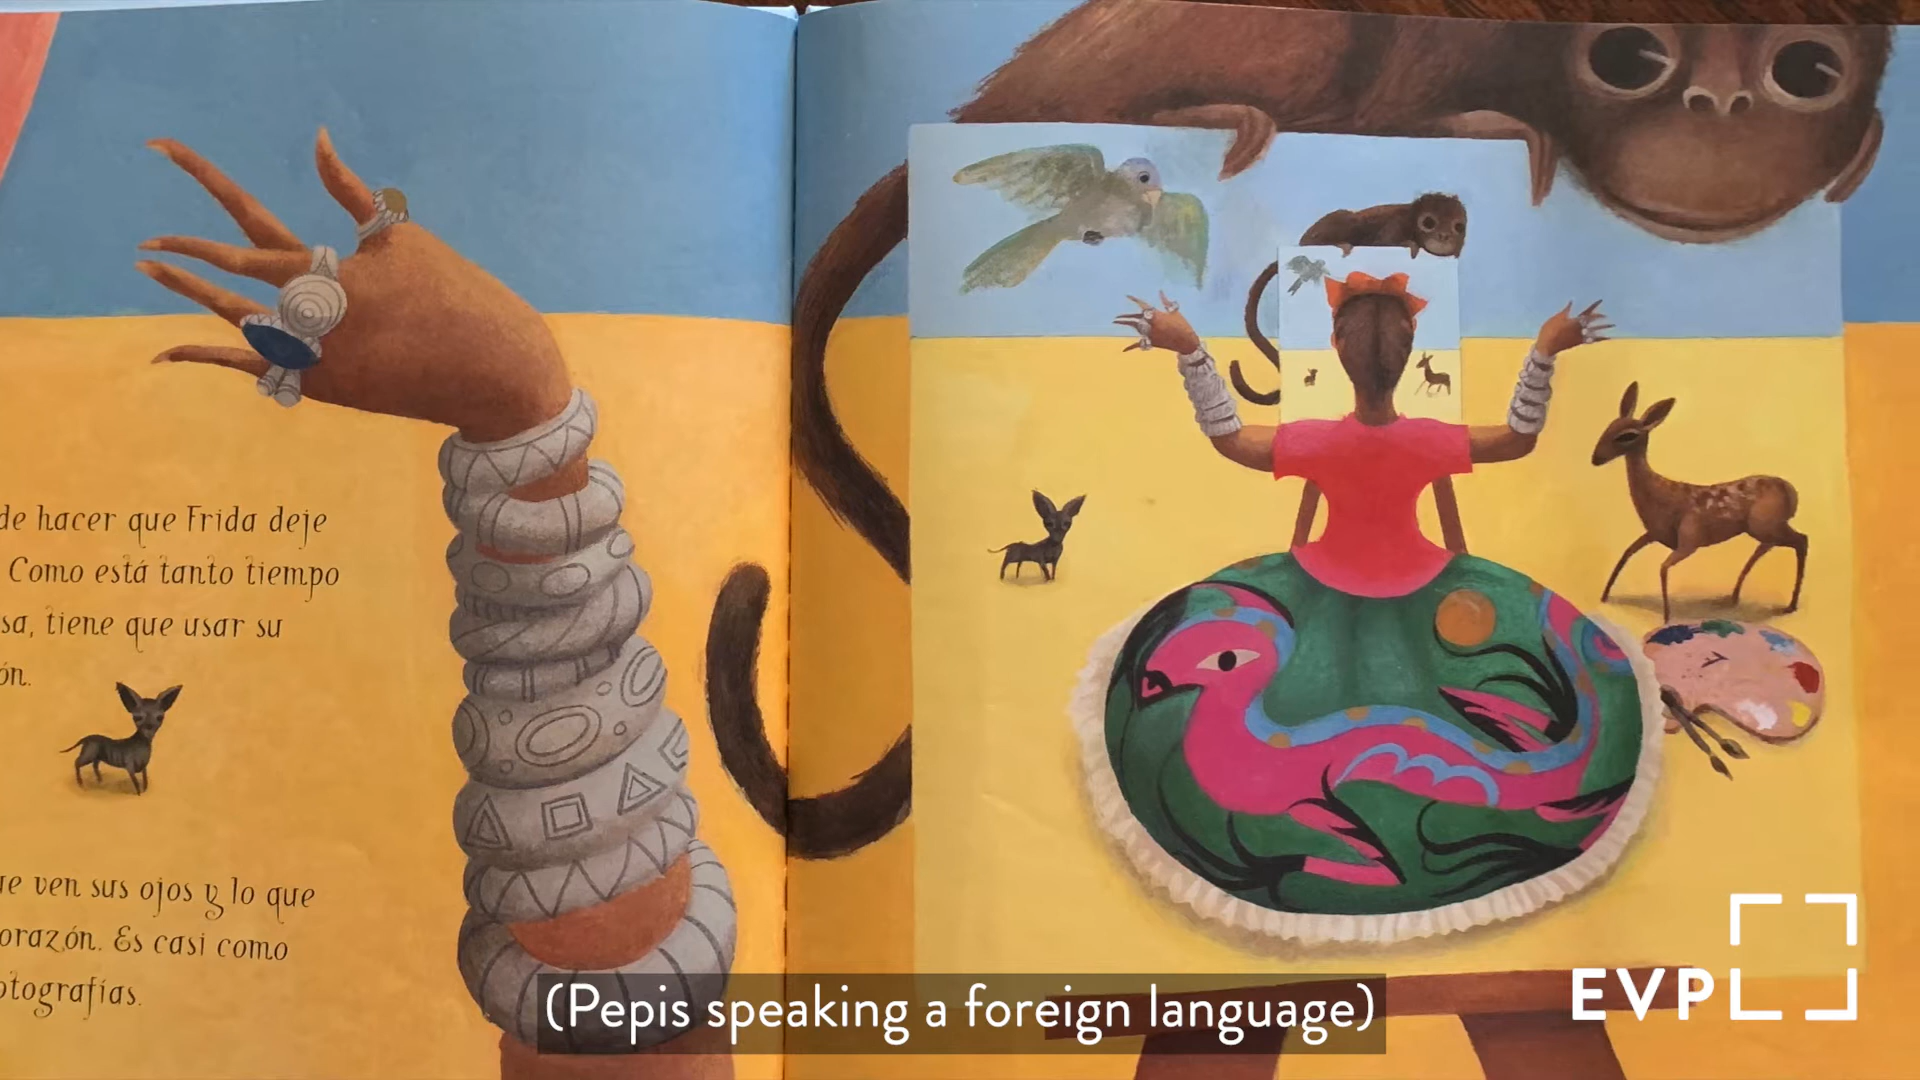 de hacer que Frida deje
Como está tanto tiempo
sa, tiene que usar su
ón.
ue ven sus ojos y lo que
orazón. Es casi como
otografías.
(Pepis speaking a foreign language)
EVP